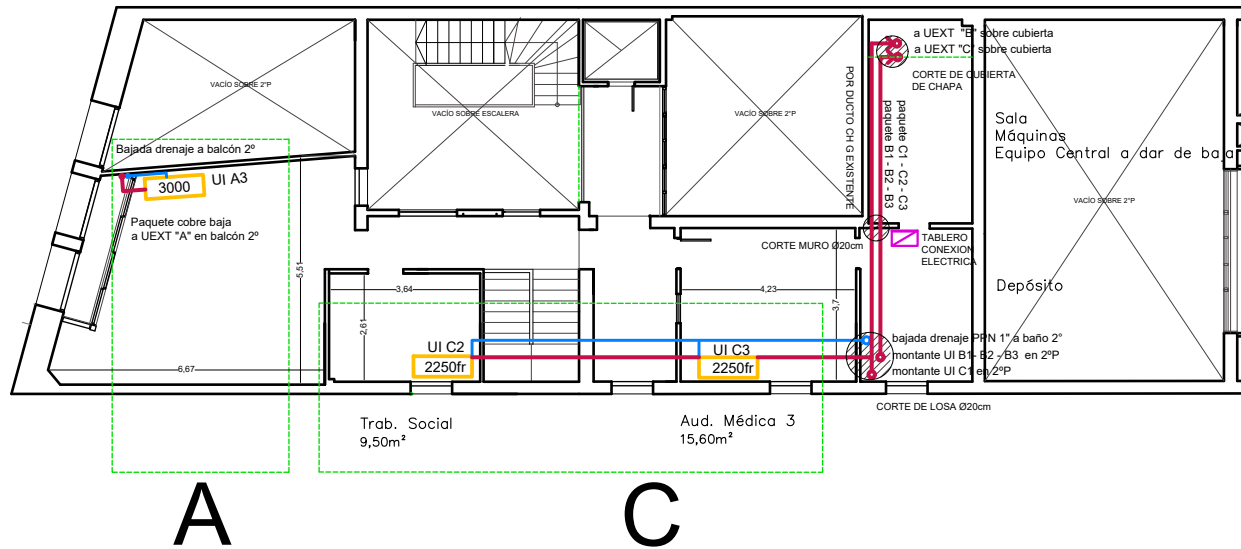 a UEXT "B" sobre cubierta
a UEXT "C" sobre cubierta
CORTE DE CUBIERTA
DE CHAPA
VACÍO SOBRE 2°P
VACÍO SOBRE ESCALERA
VACÍO SOBRE 2°P
POR DUCTO CH G EXISTENTE
paquete C1 - C2 - C3
paquete B1 - B2 - B3
Sala
Máquinas
Equipo Central a dar de baja
VACÍO SOBRE 2°P
Bajada drenaje a balcón 2º
3000
UI A3
Paquete cobre baja
a UEXT "A" en balcón 2º
5,51
CORTE MURO Ø20cm
TABLERO
CONEXION
ELECTRICA
Depósito
3,64
2,61
4,23
3,7
6,67
UI C2
2250fr
UI C3
2250fr
bajada drenaje PPN 1" a baño 2°
montante UI B1- B2 - B3 en 2ºP
montante UI C1 en 2ºP
CORTE DE LOSA Ø20cm
Trab. Social
9,50m²
Aud. Médica 3
15,60m²
A
C